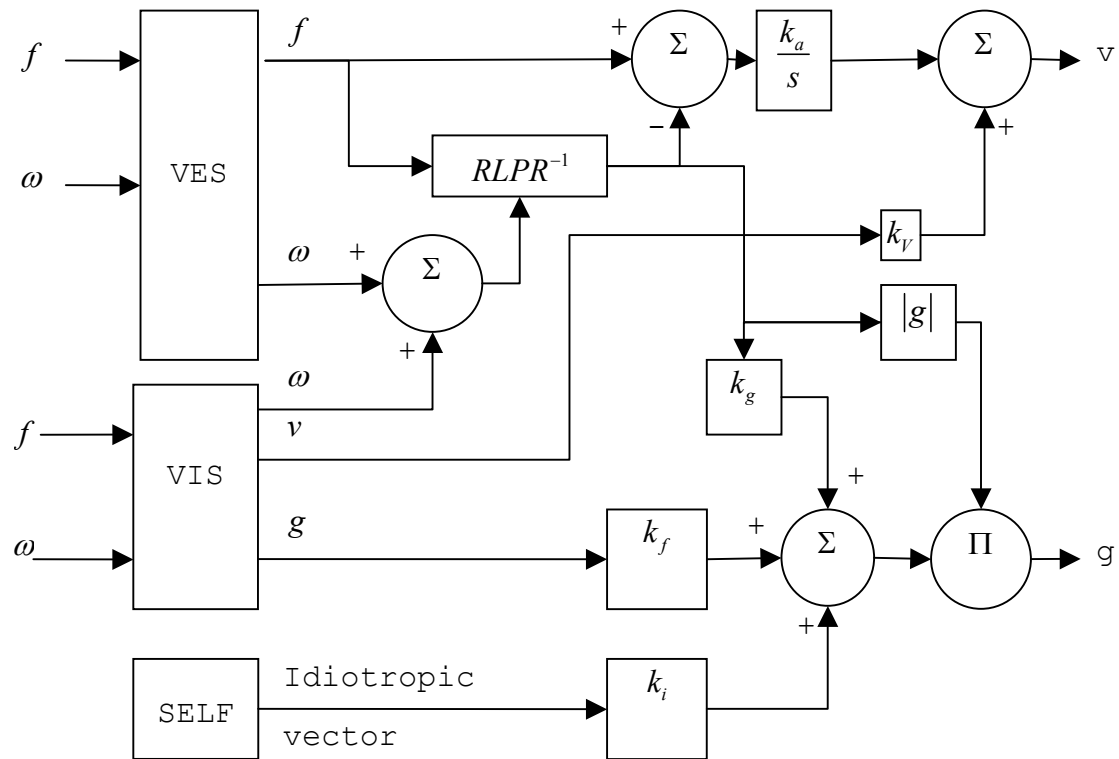 f
f
+
Σ
k_a
s
Σ
v
−
+
ω
VES
RLPR^{-1}
ω
+
Σ
k_V
+
|g|
ω
k_g
f
v
VIS
+
g
k_f
+
Σ
Π
g
ω
+
Idiotropic
k_i
SELF
vector